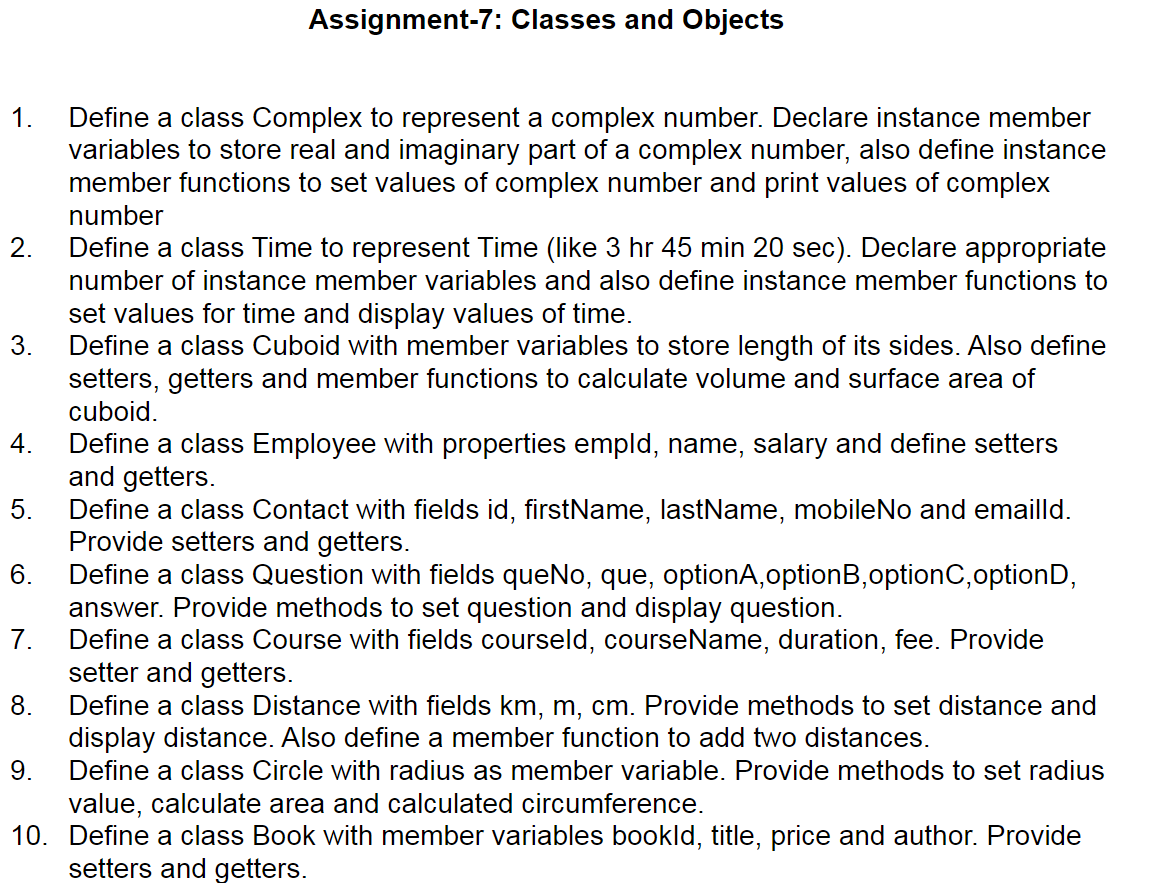 Assignment-7: Classes and Objects
1. Define a class Complex to represent a complex number. Declare instance member
variables to store real and imaginary part of a complex number, also define instance
member functions to set values of complex number and print values of complex
number
2. Define a class Time to represent Time (like 3 hr 45 min 20 sec). Declare appropriate
number of instance member variables and also define instance member functions to
set values for time and display values of time.
3. Define a class Cuboid with member variables to store length of its sides. Also define
setters, getters and member functions to calculate volume and surface area of
cuboid.
4. Define a class Employee with properties empId, name, salary and define setters
and getters.
5. Define a class Contact with fields id, firstName, lastName, mobileNo and emailId.
Provide setters and getters.
6. Define a class Question with fields queNo, que, optionA,optionB,optionC,optionD,
answer. Provide methods to set question and display question.
7. Define a class Course with fields courseId, courseName, duration, fee. Provide
setter and getters.
8. Define a class Distance with fields km, m, cm. Provide methods to set distance and
display distance. Also define a member function to add two distances.
9. Define a class Circle with radius as member variable. Provide methods to set radius
value, calculate area and calculated circumference.
10. Define a class Book with member variables bookId, title, price and author. Provide
setters and getters.